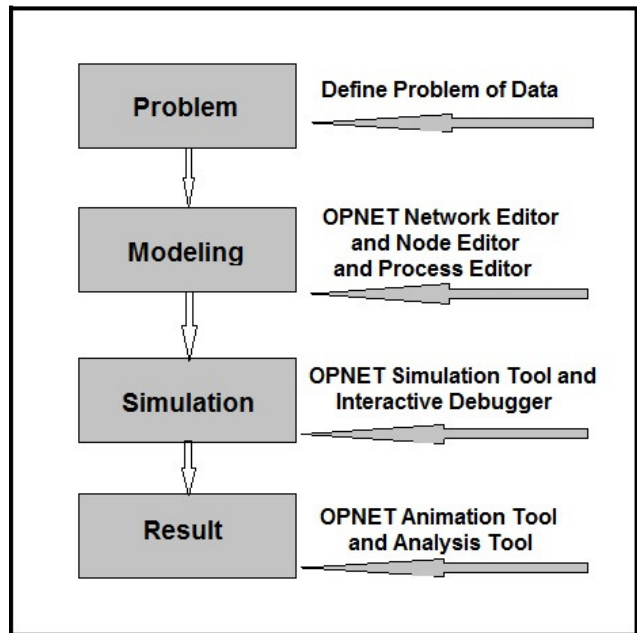 Problem
Define Problem of Data
Modeling
OPNET Network Editor
and Node Editor
and Process Editor
Simulation
OPNET Simulation Tool and
Interactive Debugger
Result
OPNET Animation Tool
and Analysis Tool